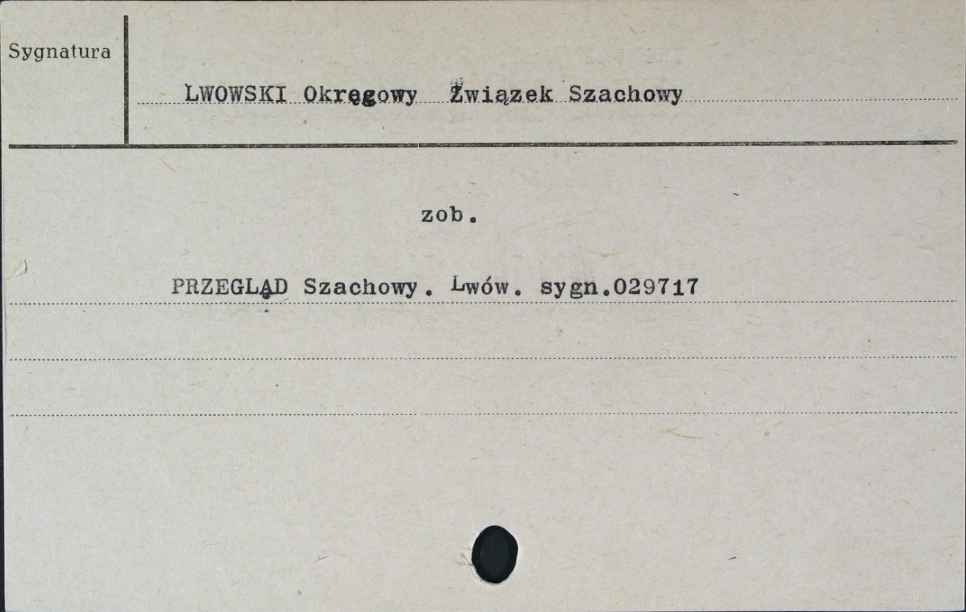 Sygnatura
LWOWSKI Okręgowy Związek Szachowy
zob.
PRZEGLĄD Szachowy. Lwów. sygn.029717